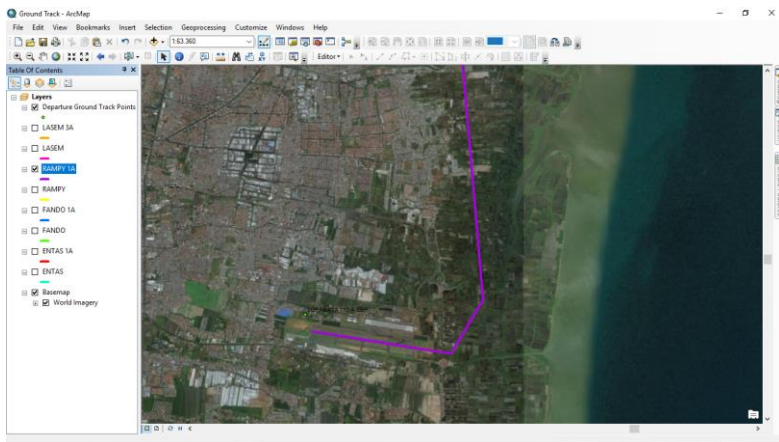 Ground Track - ArcMap
File Edit View Bookmarks Insert Selection Geoprocessing Customize Windows Help
1:63.360
Editor
Table Of Contents
Layers
Departure Ground Track Points
LASEM 3A
LASEM
RAMPY 1A
RAMPY
FANDO 1A
FANDO
ENTAS 1A
ENTAS
Basemap
World Imagery